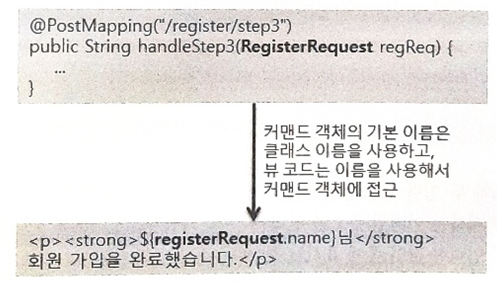 @PostMapping("/register/step3")
public String handleStep3(RegisterRequest regReq) {
...
}
커맨드 객체의 기본 이름은
클래스 이름을 사용하고,
뷰 코드는 이름을 사용해서
커맨드 객체에 접근
<p><strong>${registerRequest.name}님</strong>
회원 가입을 완료했습니다.</p>